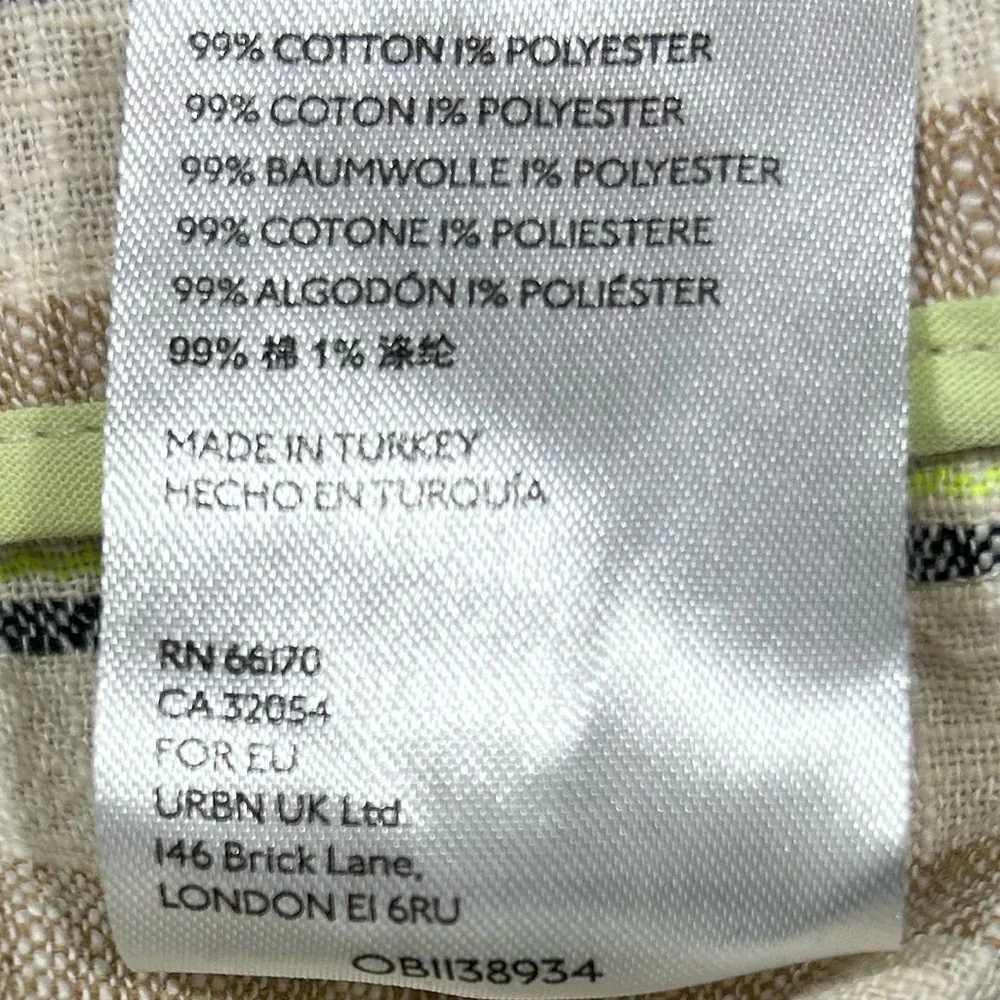 99% COTTON 1% POLYESTER
99% COTON 1% POLYESTER
99% BAUMWOLLE 1% POLYESTER
99% COTONE 1% POLIESTERE
99% ALGODÓN 1% POLIÉSTER
99% 棉 1% 涤纶
MADE IN TURKEY
HECHO EN TURQUÍA
RN 66170
CA 32054
FOR EU
URBN UK Ltd.
146 Brick Lane,
LONDON E1 6RU
OB1138934